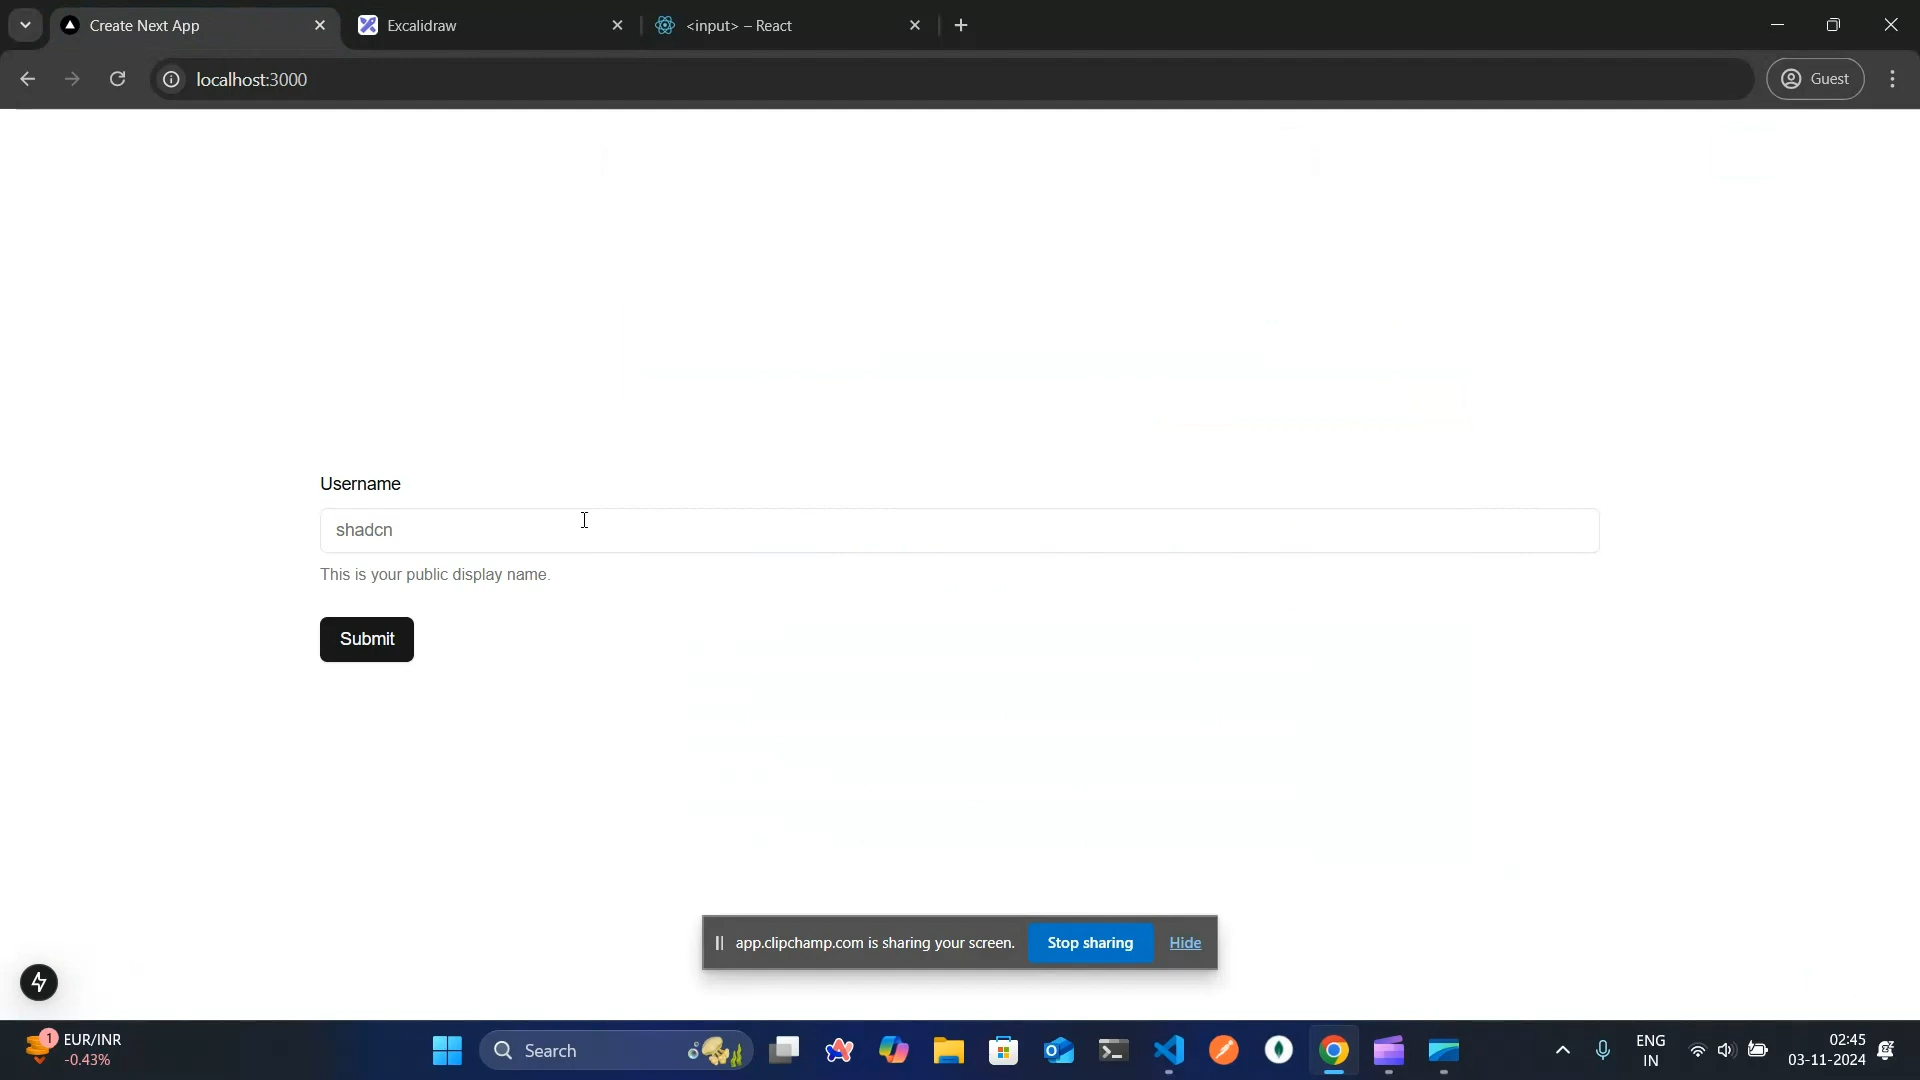 Create Next App
Excalidraw
<input> – React
localhost:3000
Guest
Username
shadcn
This is your public display name.
Submit
app.clipchamp.com is sharing your screen.
Stop sharing
Hide
1
EUR/INR
-0.43%
Search
ENG
IN
02:45
03-11-2024